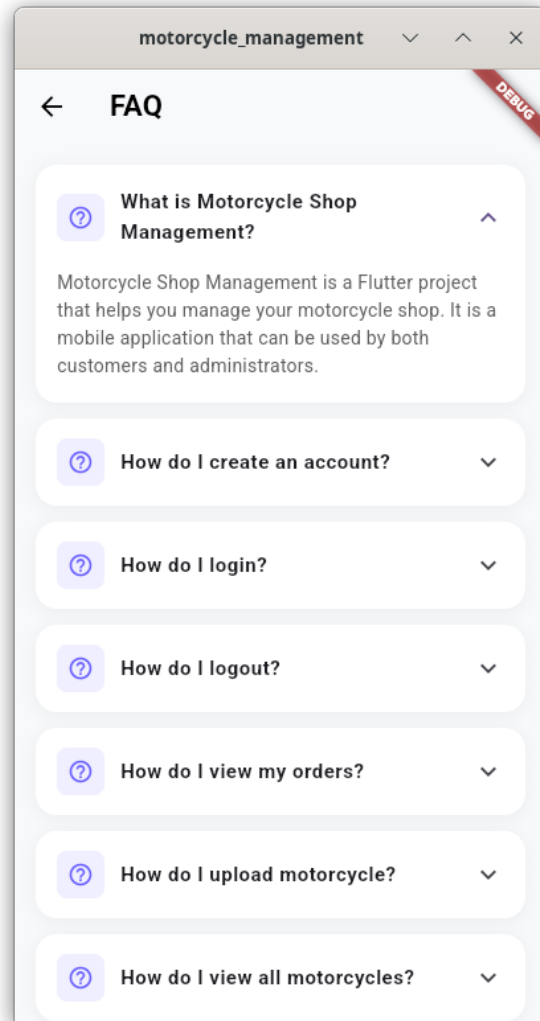 motorcycle_management
DEBUG
FAQ
What is Motorcycle Shop
Management?
Motorcycle Shop Management is a Flutter project
that helps you manage your motorcycle shop. It is a
mobile application that can be used by both
customers and administrators.
How do I create an account?
How do I login?
How do I logout?
How do I view my orders?
How do I upload motorcycle?
How do I view all motorcycles?